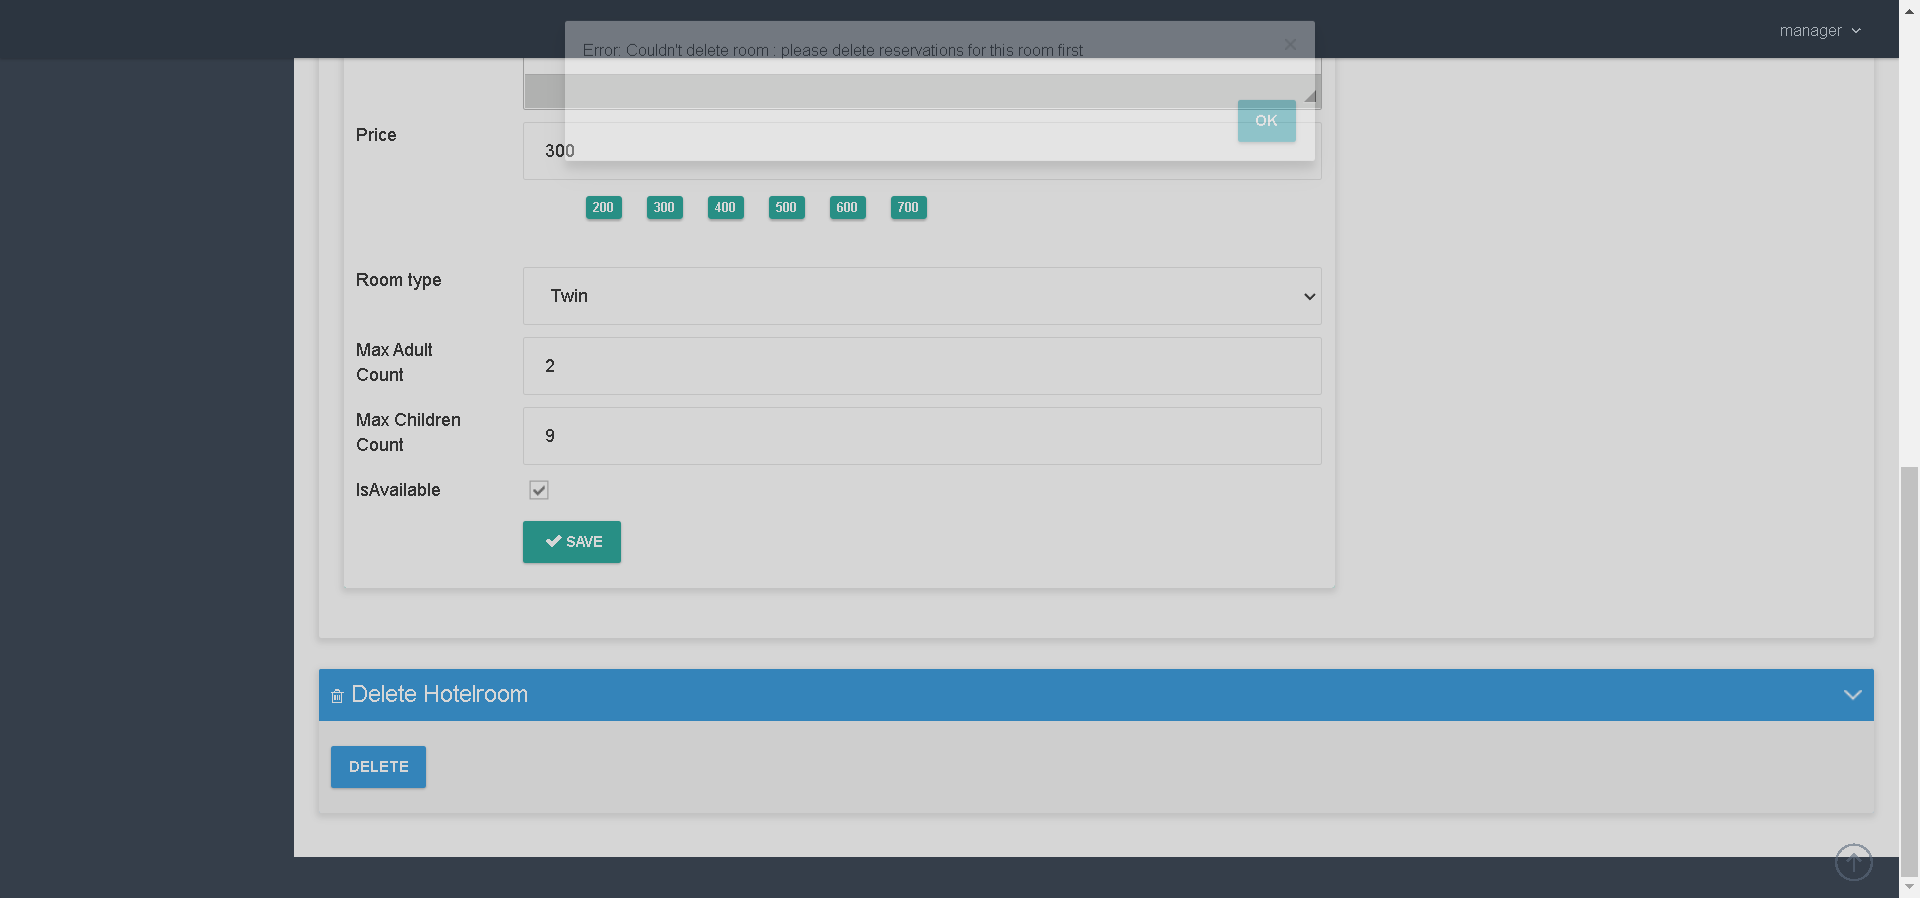 manager
Error: Couldn't delete room : please delete reservations for this room first
×
OK
Price
300
200 300 400 500 600 700
Room type
Twin
Max Adult
Count
2
Max Children
Count
9
IsAvailable
SAVE
Delete Hotelroom
DELETE